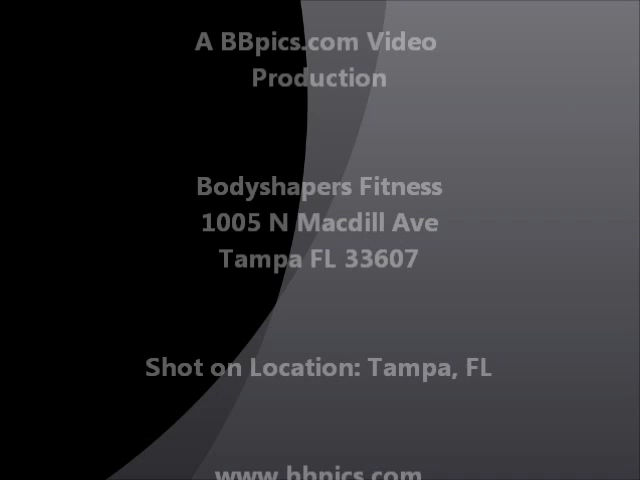 A BBpics.com Video
Production
Bodyshapers Fitness
1005 N Macdill Ave
Tampa FL 33607
Shot on Location: Tampa, FL
www.bbpics.com